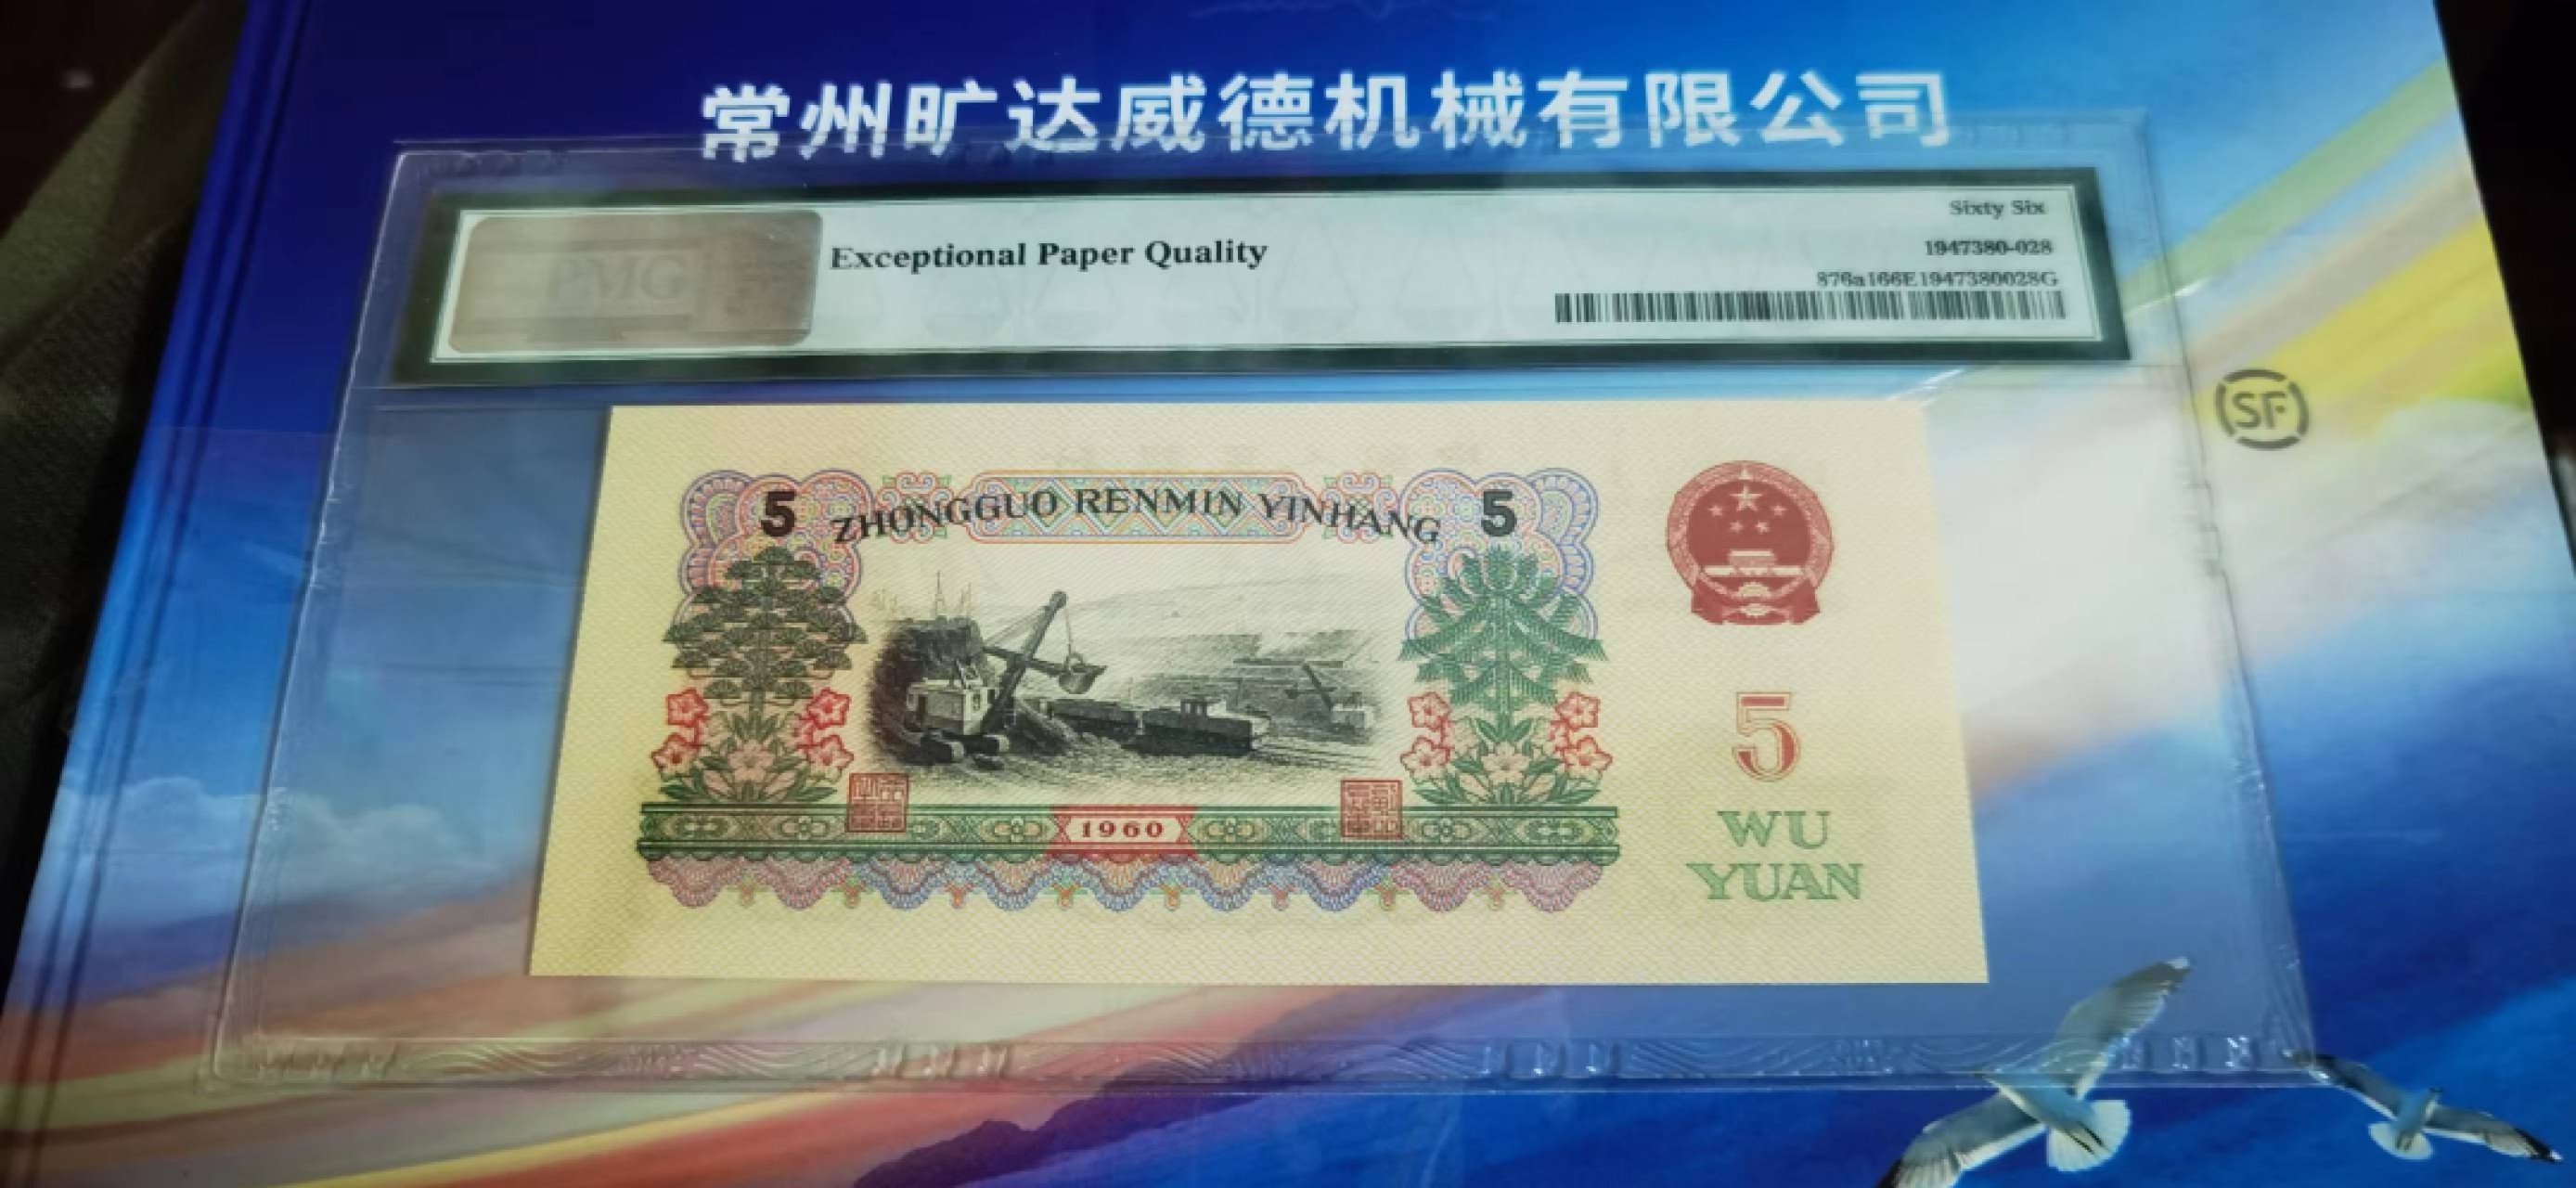 常州旷达威德机械有限公司
PMG
Exceptional Paper Quality
Sixty Six
1947380-028
876a166E1947380028G
SF
5 ZHONGGUO RENMIN YINHANG 5
5
WU
YUAN
1960